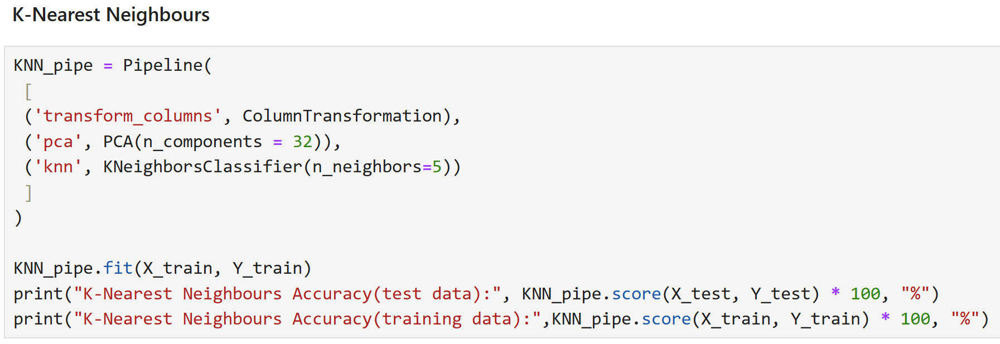 K-Nearest Neighbours
KNN_pipe = Pipeline(
 [
 ('transform_columns', ColumnTransformation),
 ('pca', PCA(n_components = 32)),
 ('knn', KNeighborsClassifier(n_neighbors=5))
 ]
)
KNN_pipe.fit(X_train, Y_train)
print("K-Nearest Neighbours Accuracy(test data):", KNN_pipe.score(X_test, Y_test) * 100, "%")
print("K-Nearest Neighbours Accuracy(training data):",KNN_pipe.score(X_train, Y_train) * 100, "%")